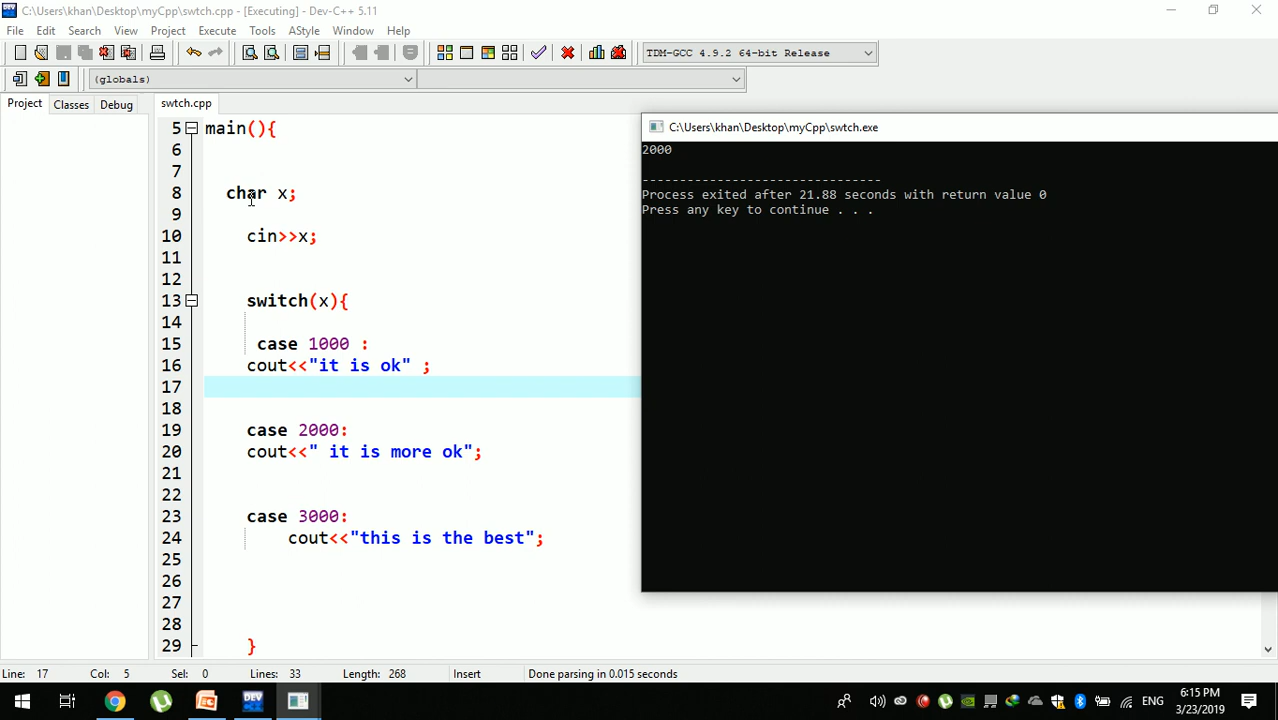 C:\Users\khan\Desktop\myCpp\swtch.cpp - [Executing] - Dev-C++ 5.11
File Edit Search View Project Execute Tools AStyle Window Help
TDM-GCC 4.9.2 64-bit Release
(globals)
Project Classes Debug swtch.cpp
5 main(){
6
7
8 char x;
9
10 cin>>x;
11
12
13 switch(x){
14
15 case 1000 :
16 cout<<"it is ok" ;
17
18
19 case 2000:
20 cout<<" it is more ok";
21
22
23 case 3000:
24 cout<<"this is the best";
25
26
27
28
29 }
C:\Users\khan\Desktop\myCpp\swtch.exe
2000
--------------------------------
Process exited after 21.88 seconds with return value 0
Press any key to continue . . .
Line: 17 Col: 5 Sel: 0 Lines: 33 Length: 268 Insert Done parsing in 0.015 seconds
DEV
ENG
6:15 PM
3/23/2019